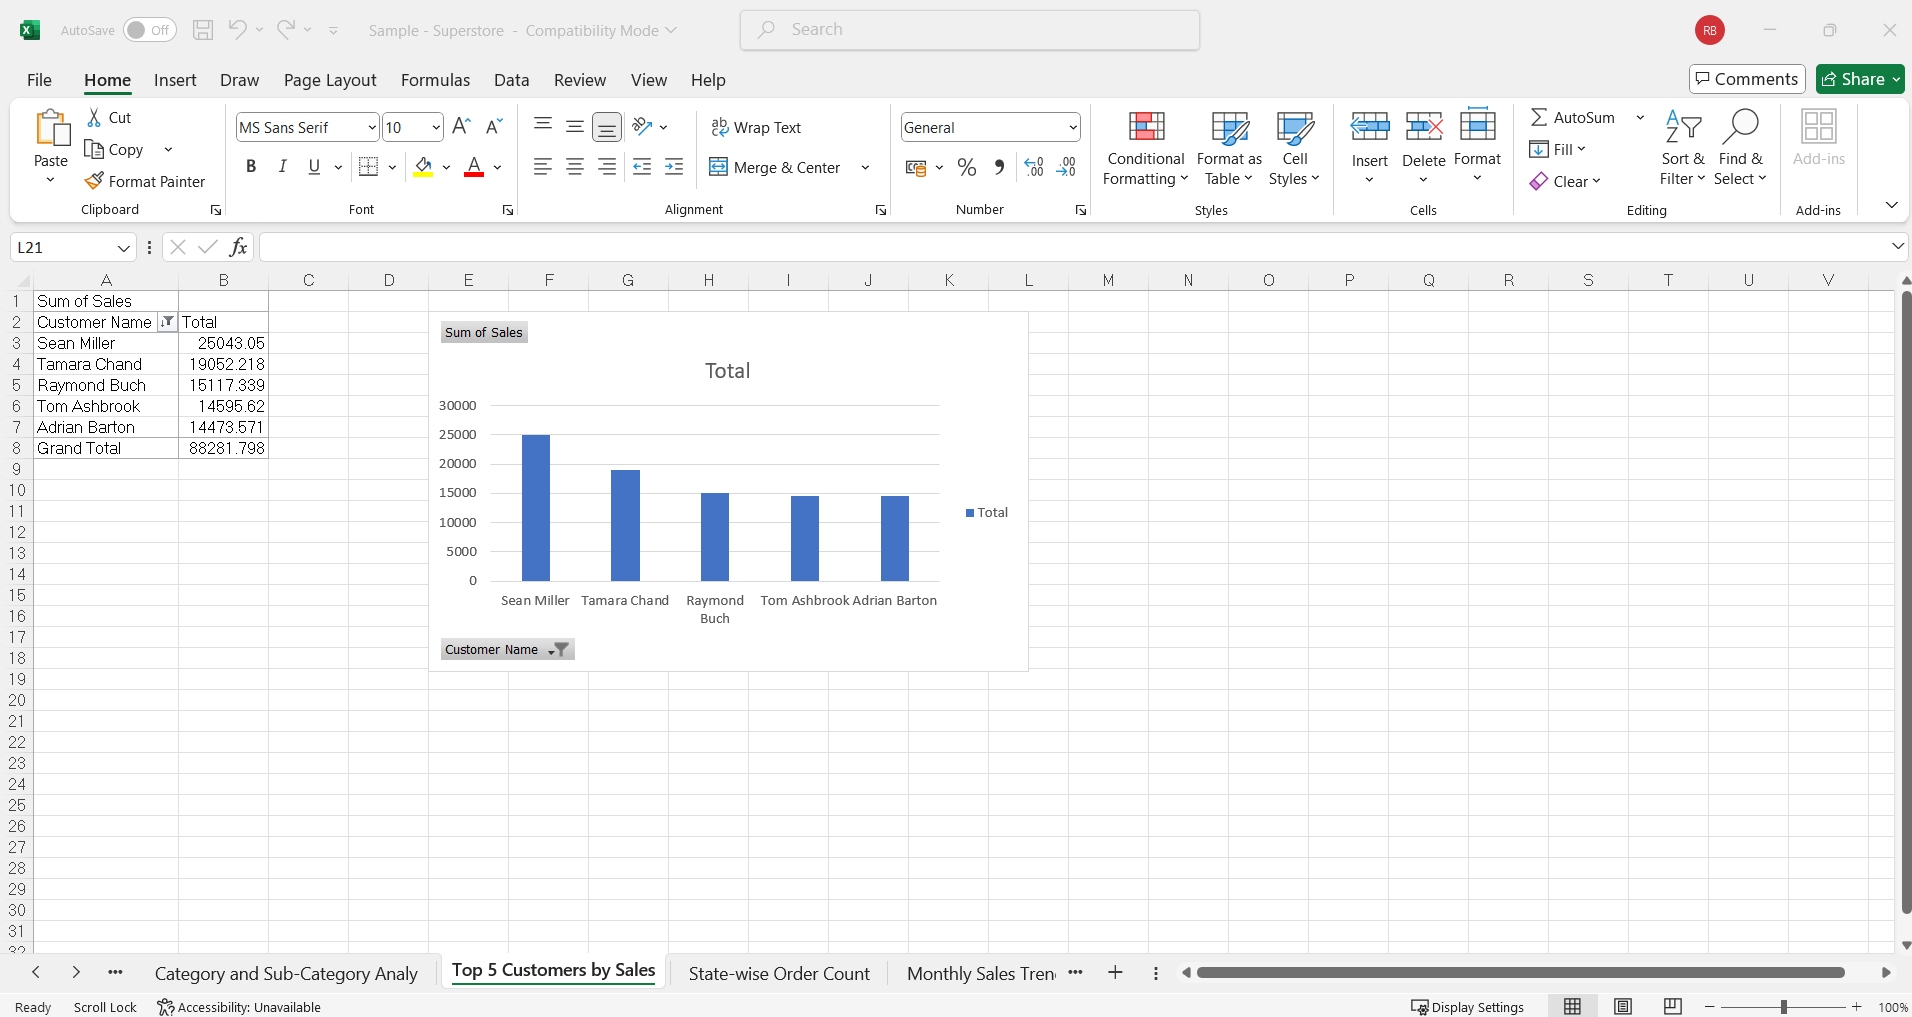 AutoSave Off Sample - Superstore - Compatibility Mode Search RB
File Home Insert Draw Page Layout Formulas Data Review View Help Comments Share
Paste Cut Copy Format Painter Clipboard
MS Sans Serif 10 B I U A Font
Wrap Text Merge & Center Alignment
General % Number
Conditional Formatting Format as Table Cell Styles Styles
Insert Delete Format Cells
AutoSum Fill Clear Sort & Filter Find & Select Editing
Add-ins Add-ins
L21 fx
A B C D E F G H I J K L M N O P Q R S T U V
1 Sum of Sales
2 Customer Name Total
3 Sean Miller 25043.05
4 Tamara Chand 19052.218
5 Raymond Buch 15117.339
6 Tom Ashbrook 14595.62
7 Adrian Barton 14473.571
8 Grand Total 88281.798
9
10
11
12
13
14
15
16
17
18
19
20
21
22
23
24
25
26
27
28
29
30
31
32
Sum of Sales
Total
30000
25000
20000
15000
10000
5000
0
Total
Sean Miller Tamara Chand Raymond Buch Tom Ashbrook Adrian Barton
Customer Name
Category and Sub-Category Analy Top 5 Customers by Sales State-wise Order Count Monthly Sales Tren
Ready Scroll Lock Accessibility: Unavailable Display Settings 100%